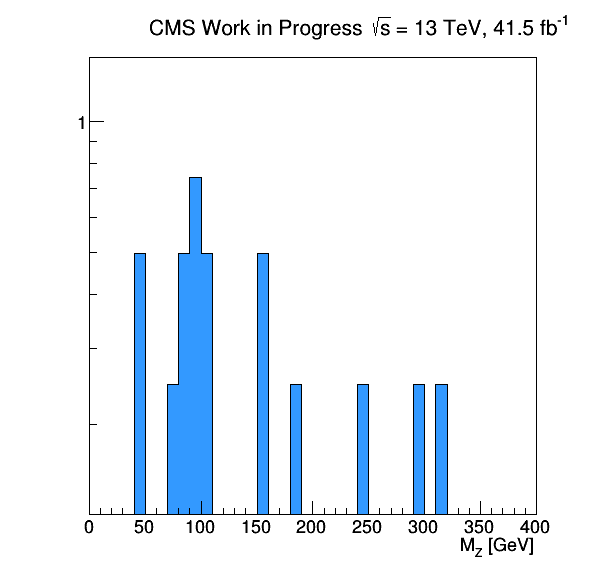 CMS Work in Progress √s = 13 TeV, 41.5 fb⁻¹
1
0 50 100 150 200 250 300 350 400
M_Z [GeV]